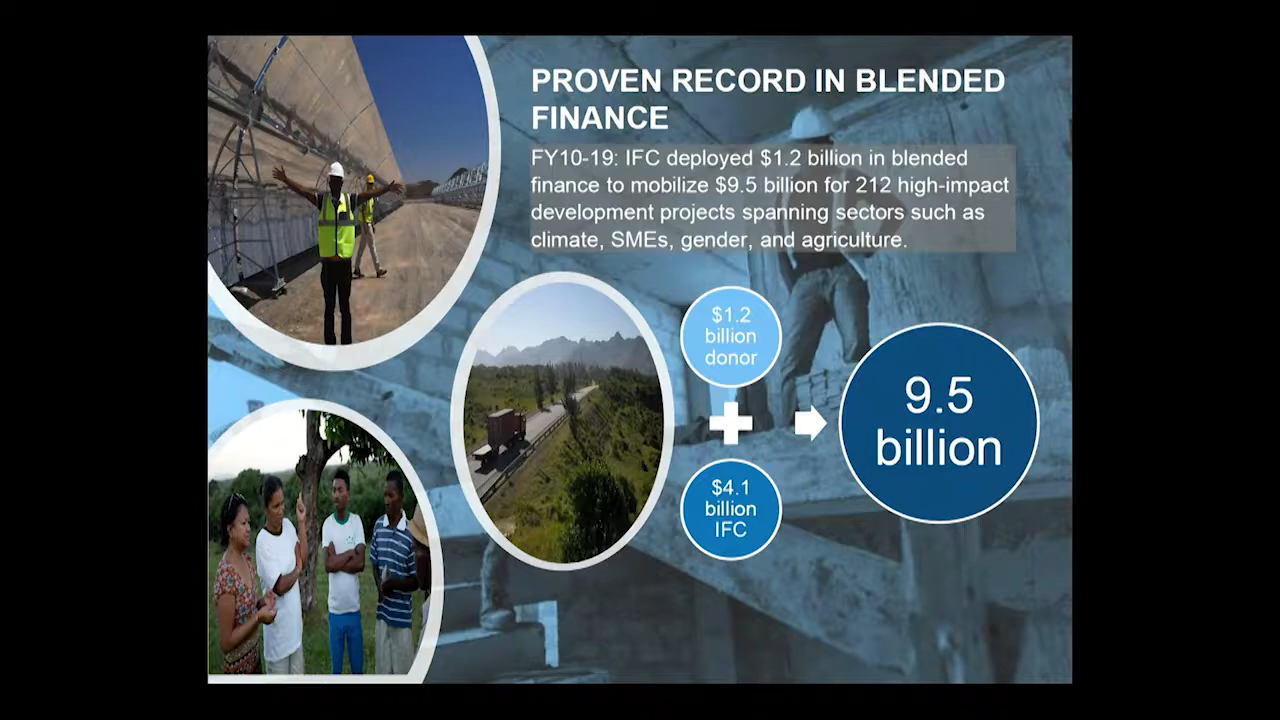 PROVEN RECORD IN BLENDED
FINANCE
FY10-19: IFC deployed $1.2 billion in blended
finance to mobilize $9.5 billion for 212 high-impact
development projects spanning sectors such as
climate, SMEs, gender, and agriculture.
$1.2
billion
donor
$4.1
billion
IFC
9.5
billion